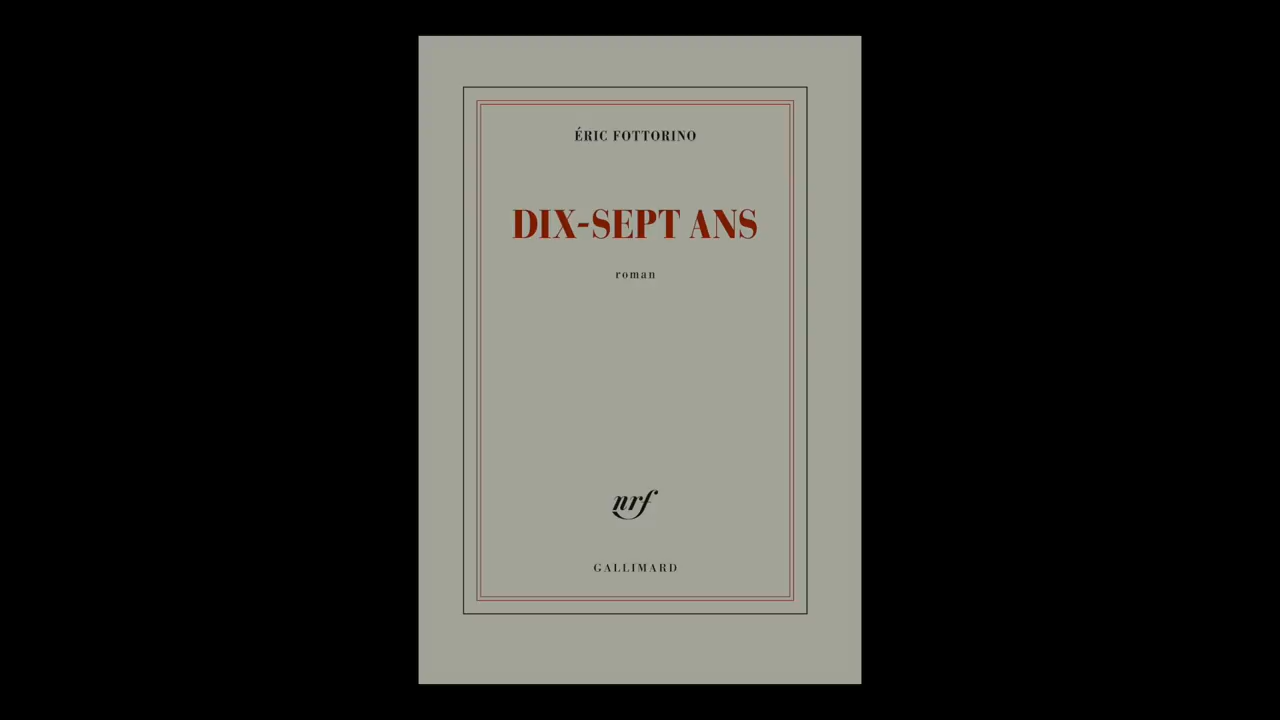 ÉRIC FOTTORINO
DIX-SEPT ANS
roman
nrf
GALLIMARD